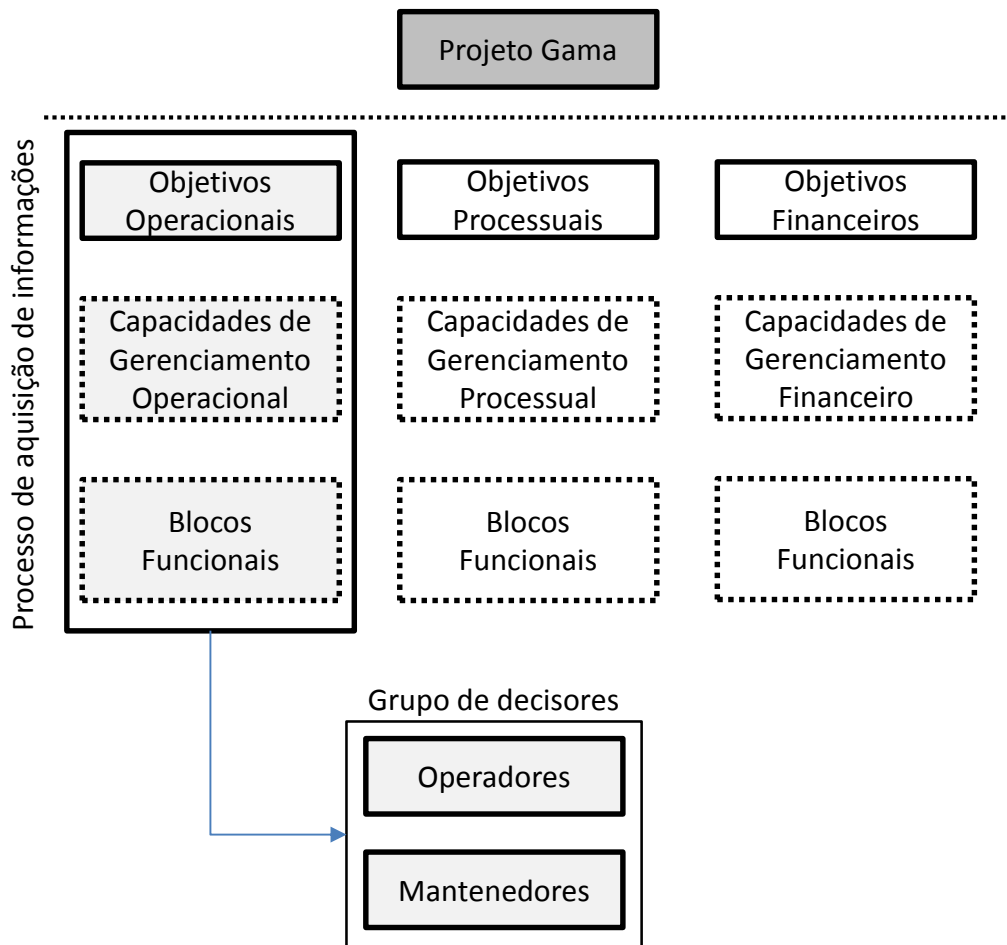 Projeto Gama
Processo de aquisição de informações
Objetivos
Operacionais
Objetivos
Processuais
Objetivos
Financeiros
Capacidades de
Gerenciamento
Operacional
Capacidades de
Gerenciamento
Processual
Capacidades de
Gerenciamento
Financeiro
Blocos
Funcionais
Blocos
Funcionais
Blocos
Funcionais
Grupo de decisores
Operadores
Mantenedores